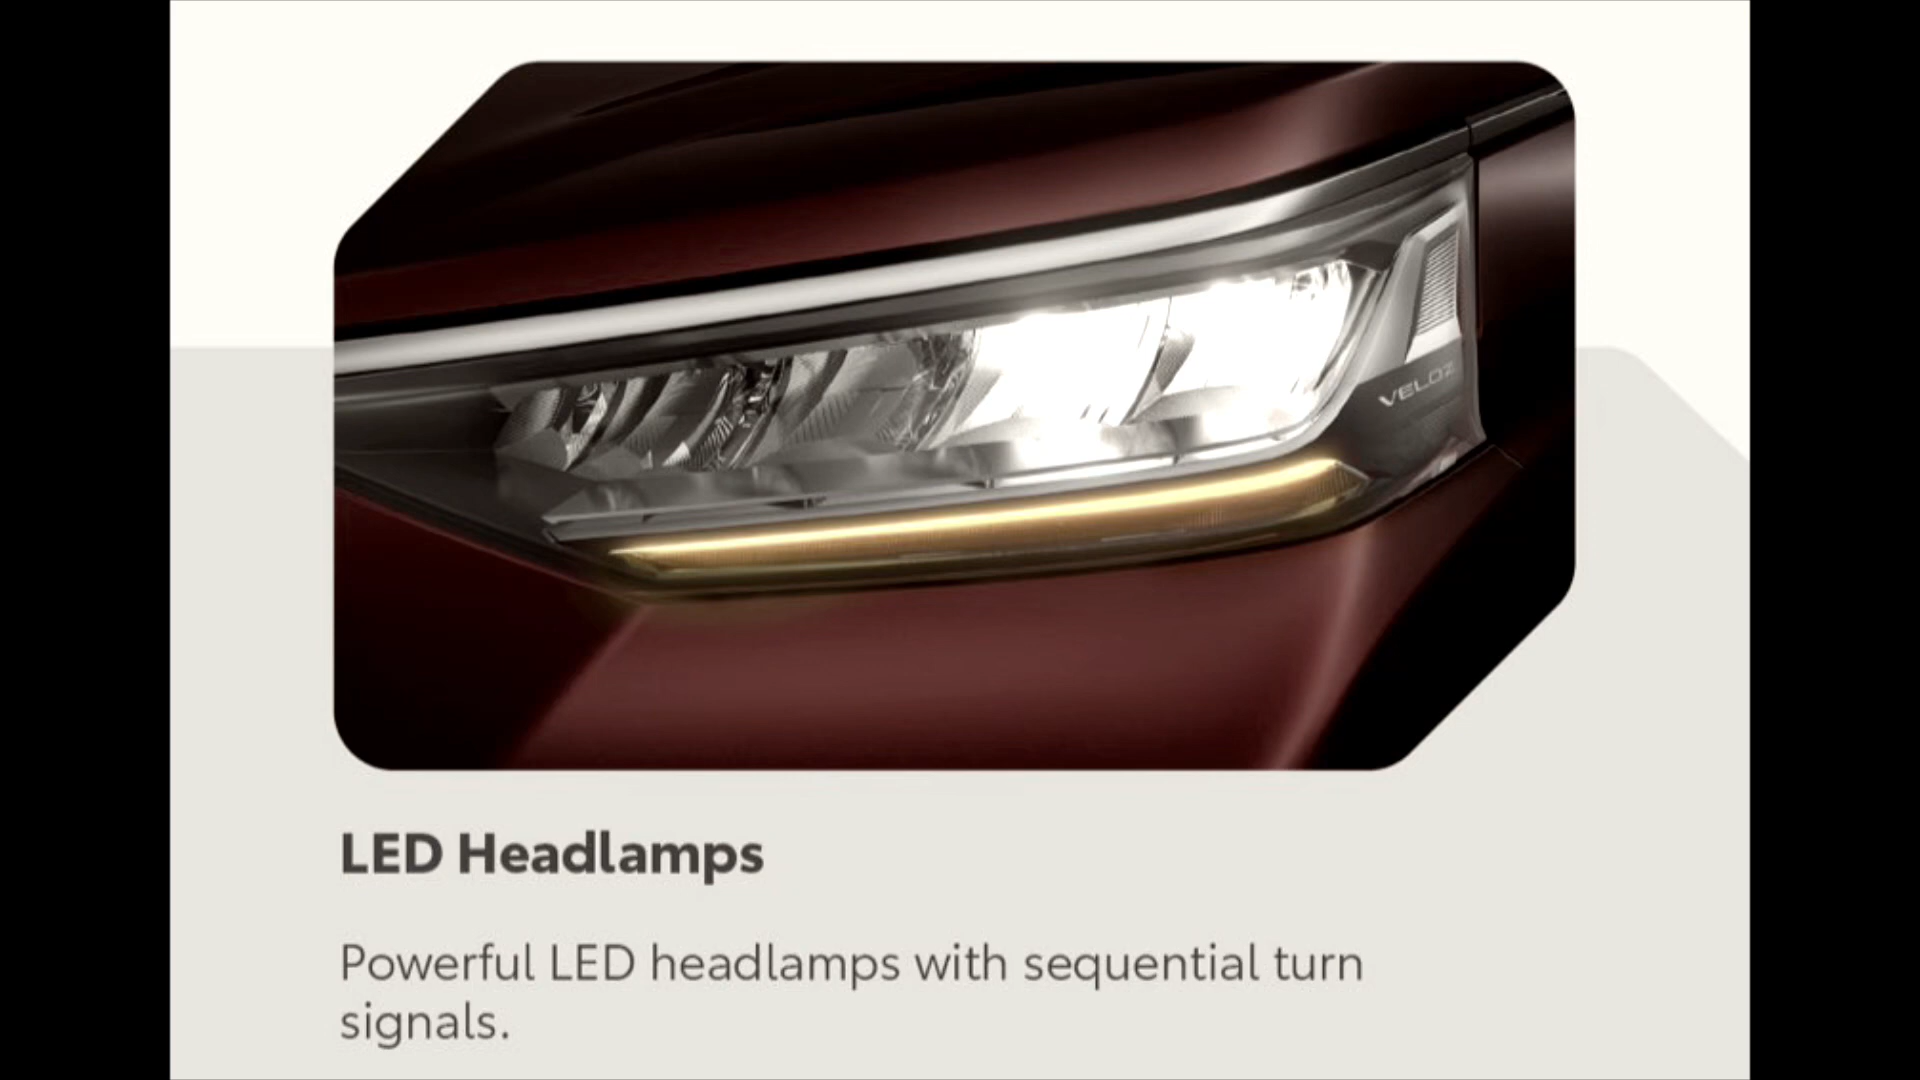 VELOZ
LED Headlamps
Powerful LED headlamps with sequential turn
signals.